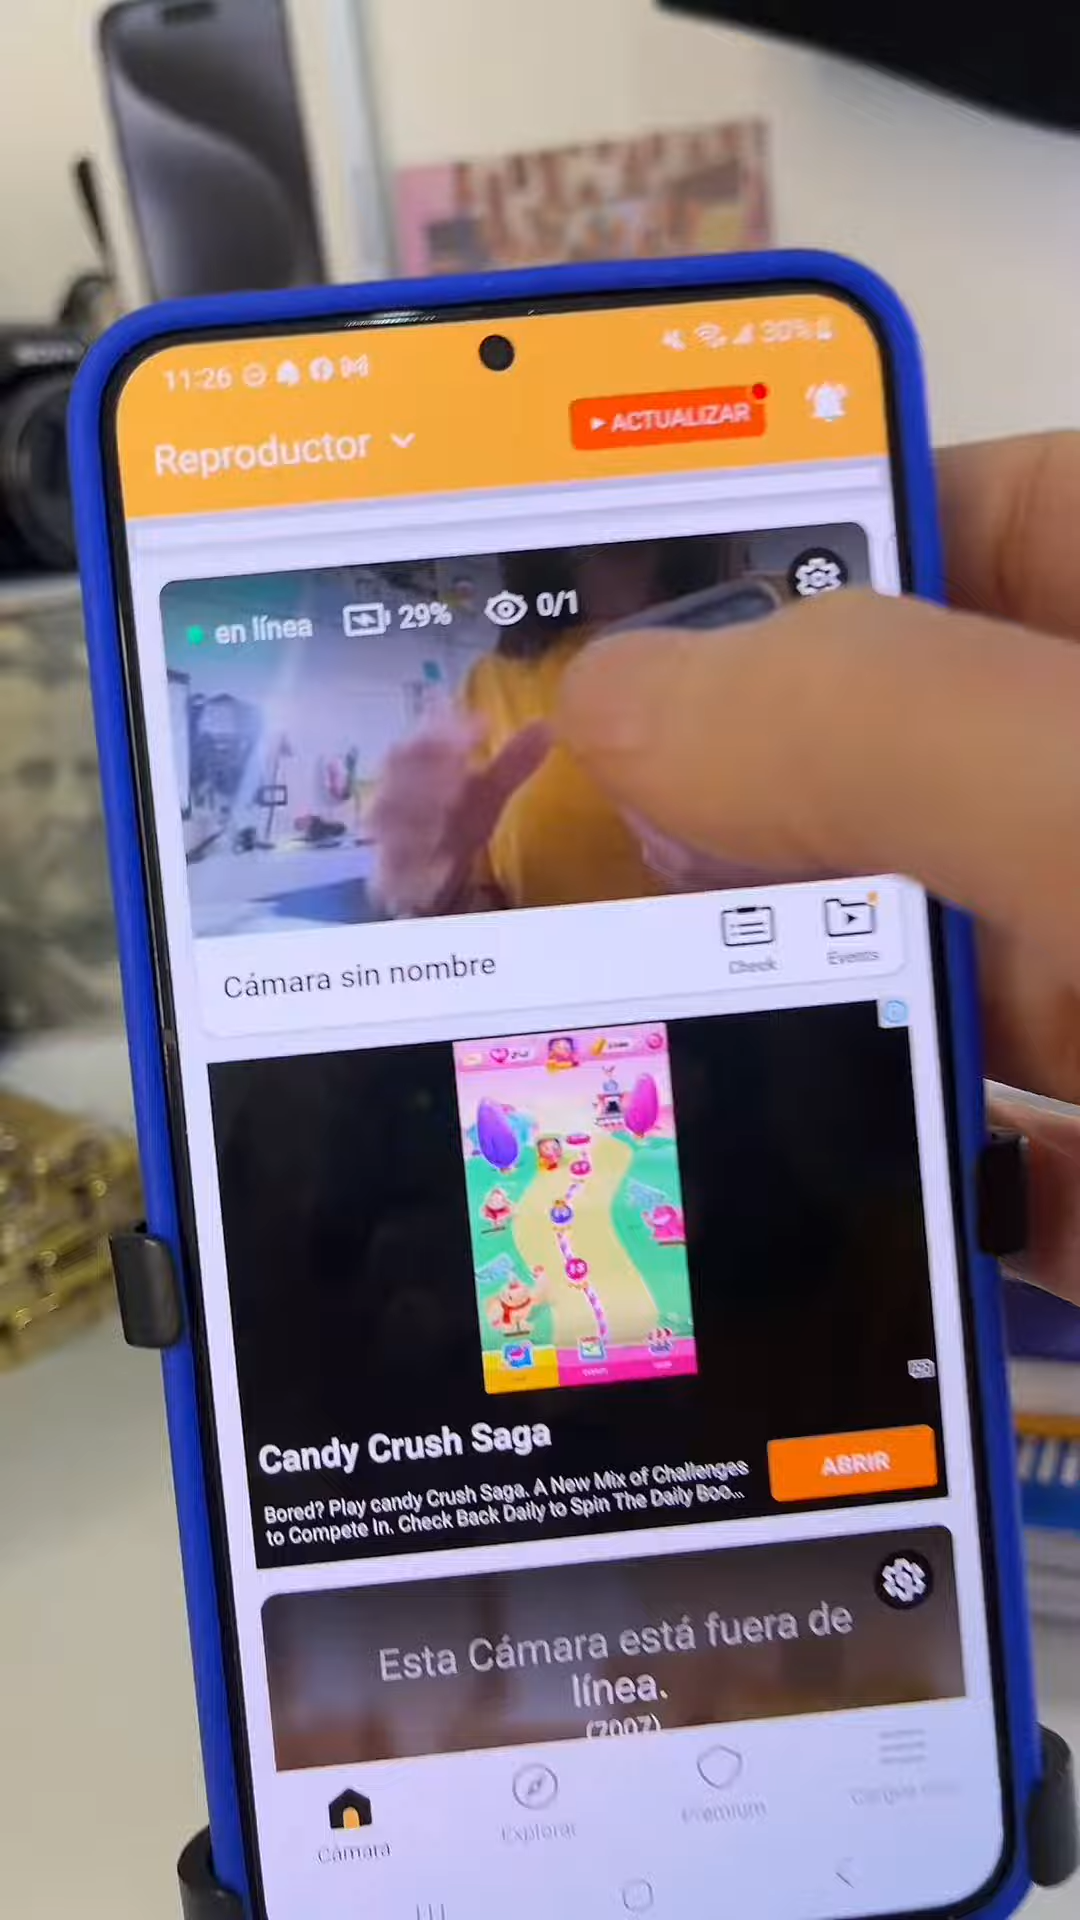 11:26
30%
Reproductor
ACTUALIZAR
en línea
29%
0/1
Cámara sin nombre
Check
Events
Candy Crush Saga
Bored? Play candy Crush Saga. A New Mix of Challenges
to Compete In. Check Back Daily to Spin The Daily Boo...
ABRIR
Esta Cámara está fuera de
línea.
(7007)
Cámara
Explorar
Premium